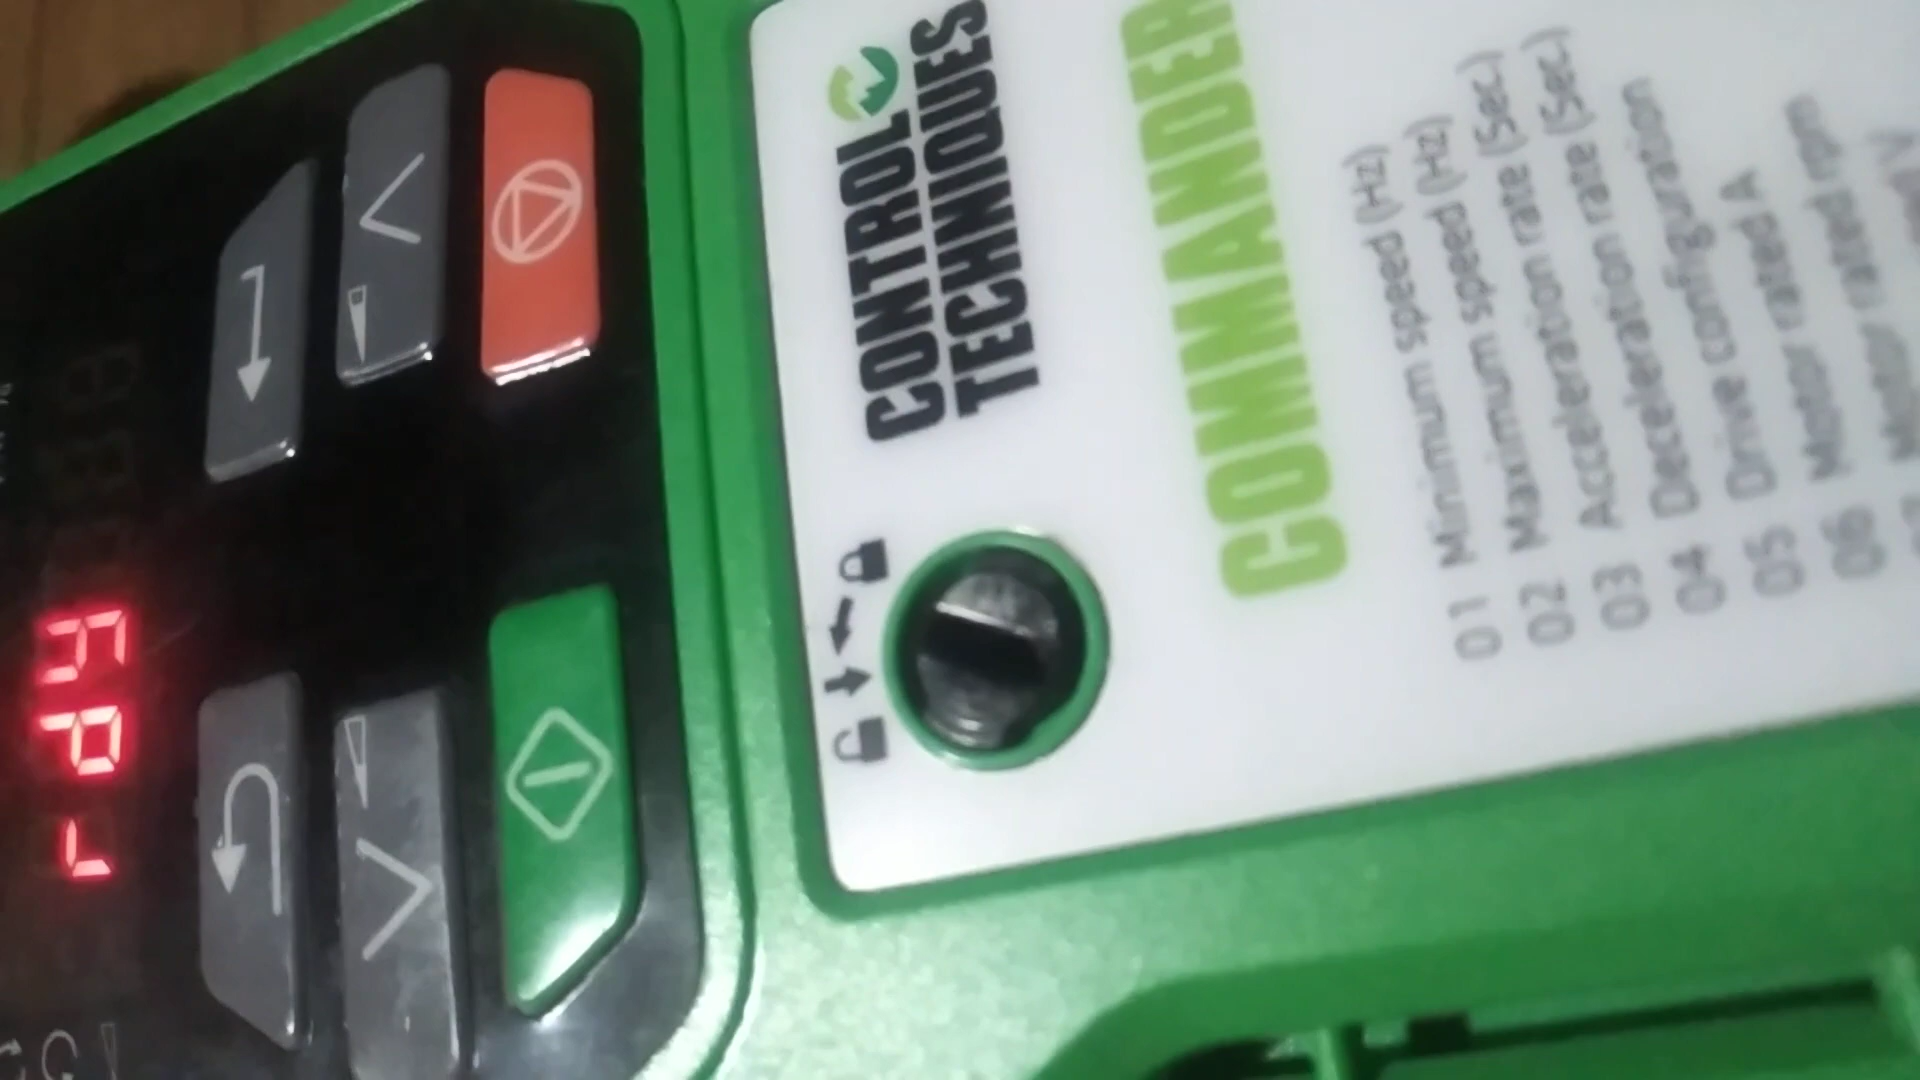 CONTROL
TECHNIQUES
COMMANDER
01 Minimum speed (Hz)
02 Maximum speed (Hz)
03 Acceleration rate (Sec)
04 Deceleration rate (Sec)
05 Drive configuration
06 Motor rated A
Motor rated rpm